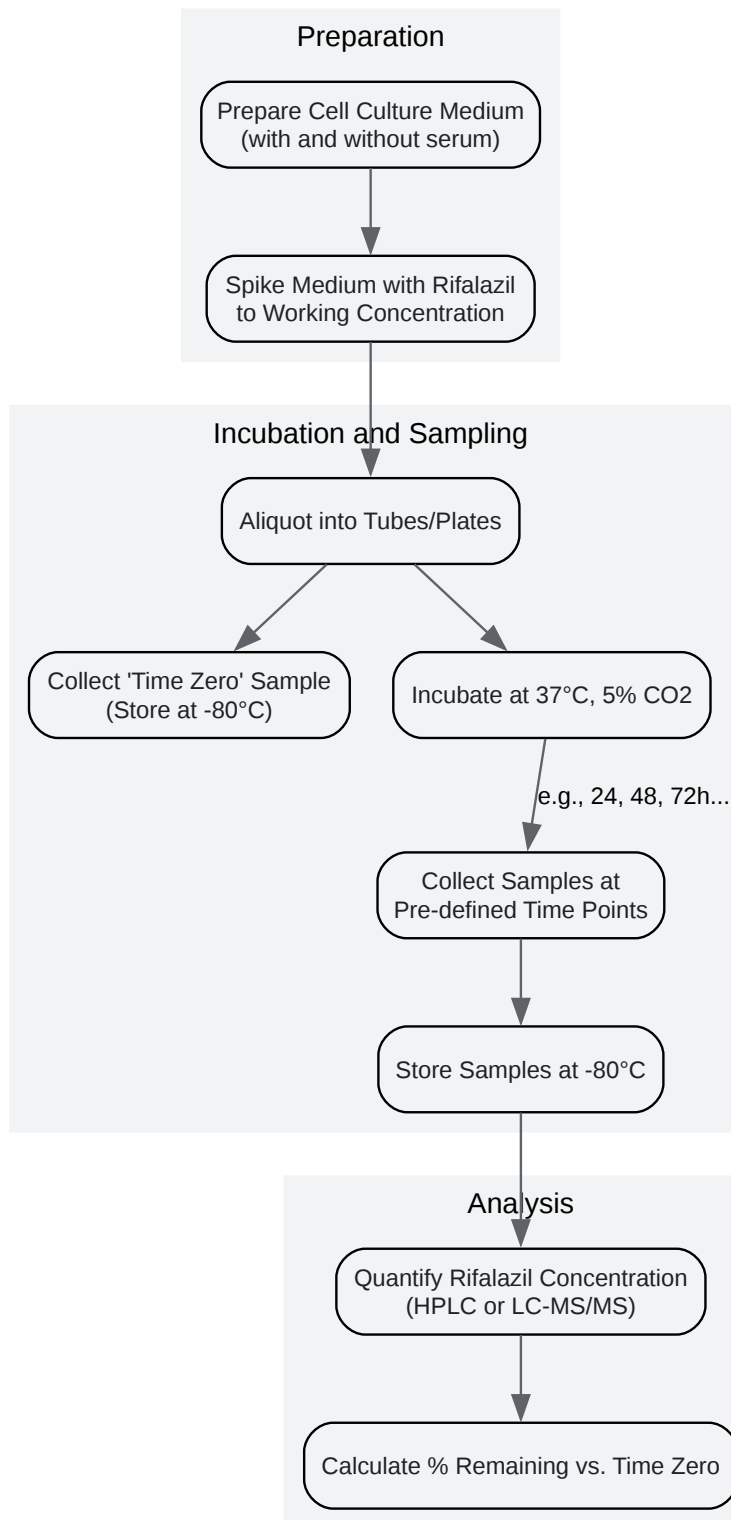 Preparation
Prepare Cell Culture Medium
(with and without serum)
Spike Medium with Rifalazil
to Working Concentration
Incubation and Sampling
Aliquot into Tubes/Plates
Collect 'Time Zero' Sample
(Store at -80°C)
Incubate at 37°C, 5% CO2
e.g., 24, 48, 72h...
Collect Samples at
Pre-defined Time Points
Store Samples at -80°C
Analysis
Quantify Rifalazil Concentration
(HPLC or LC-MS/MS)
Calculate % Remaining vs. Time Zero